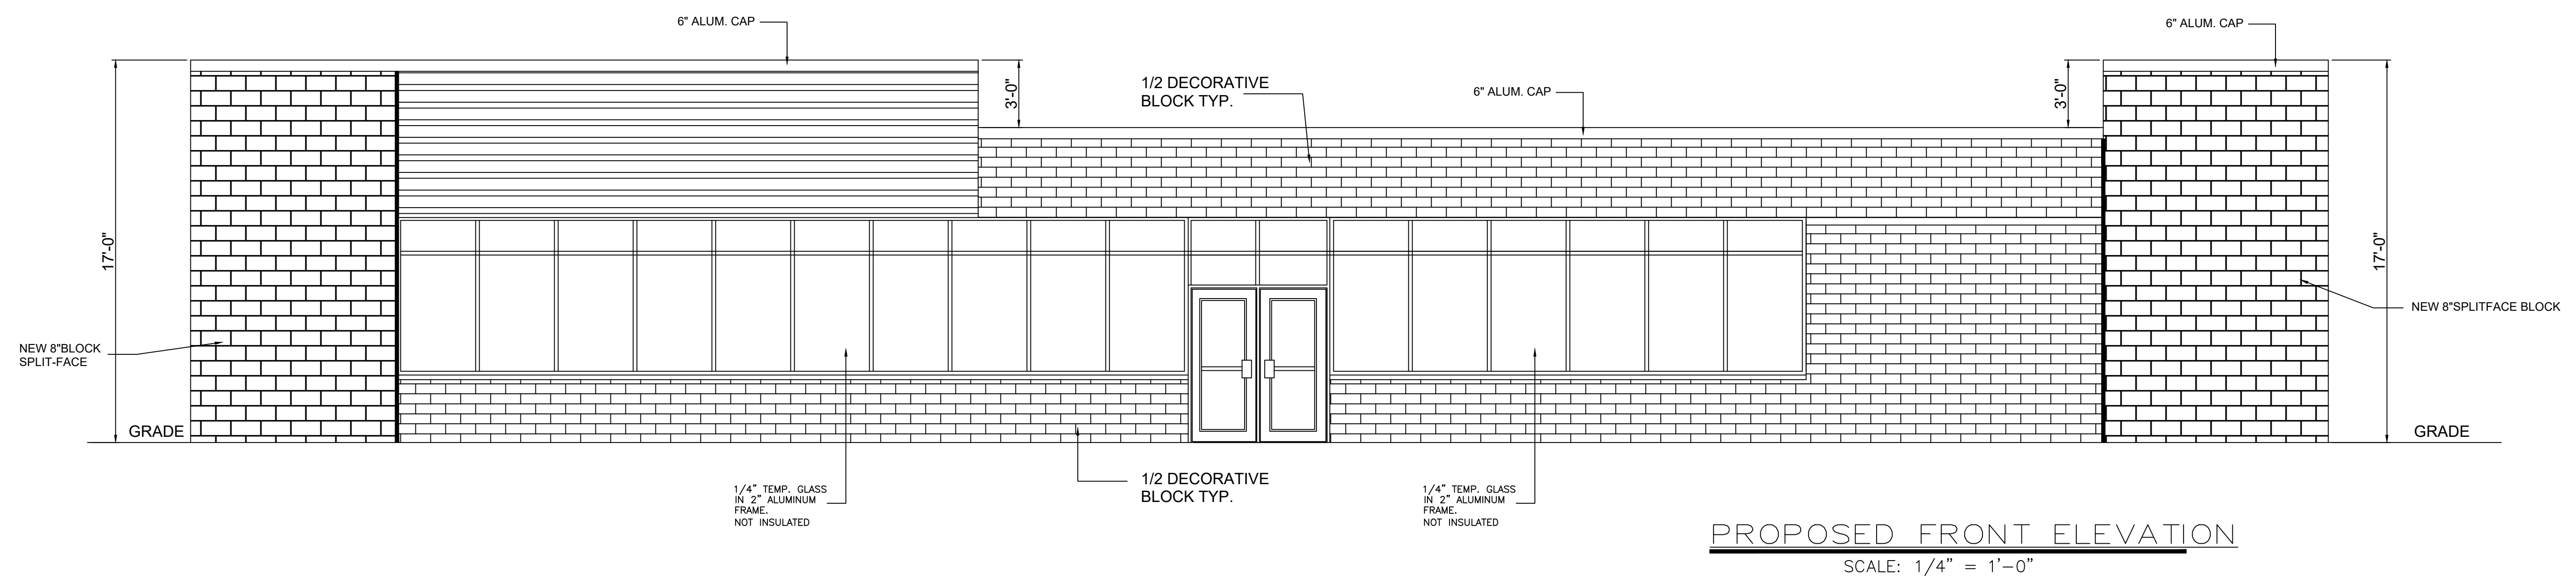 6" ALUM. CAP
6" ALUM. CAP
1/2 DECORATIVE
BLOCK TYP.
6" ALUM. CAP
3'-0"
3'-0"
17'-0"
17'-0"
NEW 8"BLOCK
SPLIT-FACE
NEW 8"SPLITFACE BLOCK
GRADE
GRADE
1/4" TEMP. GLASS
IN 2" ALUMINUM
FRAME.
NOT INSULATED
1/2 DECORATIVE
BLOCK TYP.
1/4" TEMP. GLASS
IN 2" ALUMINUM
FRAME.
NOT INSULATED
PROPOSED FRONT ELEVATION
SCALE: 1/4" = 1'-0"